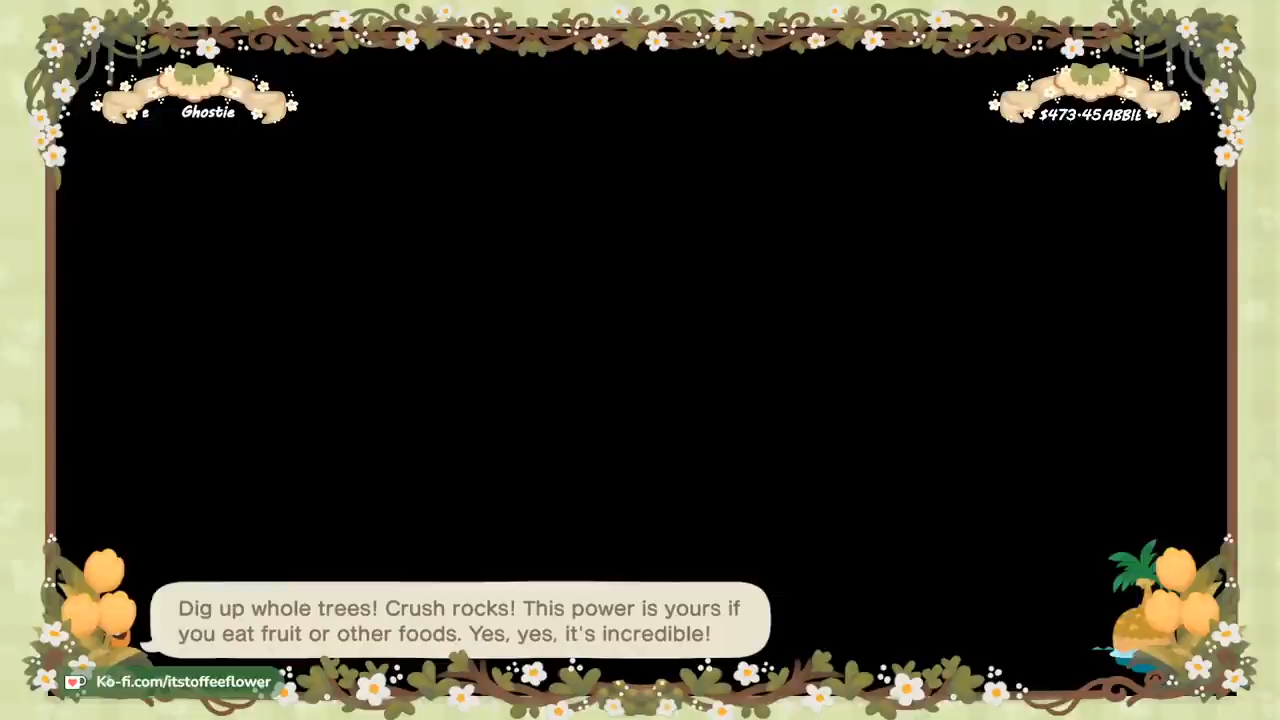 Ghostie
$473.45
Dig up whole trees! Crush rocks! This power is yours if
you eat fruit or other foods. Yes, yes, it's incredible!
Ko-fi.com/itstoffeeflower